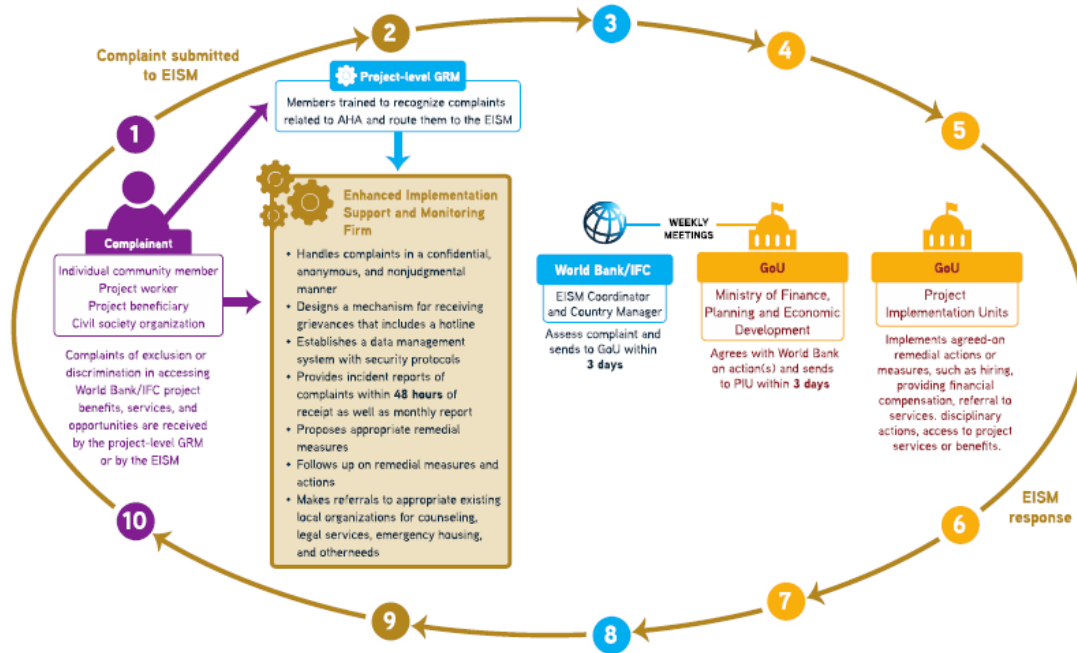 2
3
4
Complaint submitted
to EISM
Project-level GRM
Members trained to recognize complaints
related to AHA and route them to the EISM
1
5
Enhanced Implementation
Support and Monitoring
Firm
• Handles complaints in a confidential,
anonymous, and nonjudgmental
manner
• Designs a mechanism for receiving
grievances that includes a hotline
• Establishes a data management
system with security protocols
• Provides incident reports of
complaints within 48 hours of
receipt as well as monthly report
• Proposes appropriate remedial
measures
• Follows up on remedial measures and
actions
• Makes referrals to appropriate existing
local organizations for counseling,
legal services, emergency housing,
and otherneeds
Complainant
Individual community member
Project worker
Project beneficiary
Civil society organization
Complaints of exclusion or
discrimination in accessing
World Bank/IFC project
benefits, services, and
opportunities are received
by the project-level GRM
or by the EISM
WEEKLY
MEETINGS
World Bank/IFC
EISM Coordinator
and Country Manager
Assess complaint and
sends to GoU within
3 days
GoU
Ministry of Finance,
Planning and Economic
Development
Agrees with World Bank
on action(s) and sends
to PIU within 3 days
GoU
Project
Implementation Units
Implements agreed-on
remedial actions or
measures, such as hiring,
providing financial
compensation, referral to
services. disciplinary
actions, access to project
services or benefits.
10
6
EISM
response
9
8
7